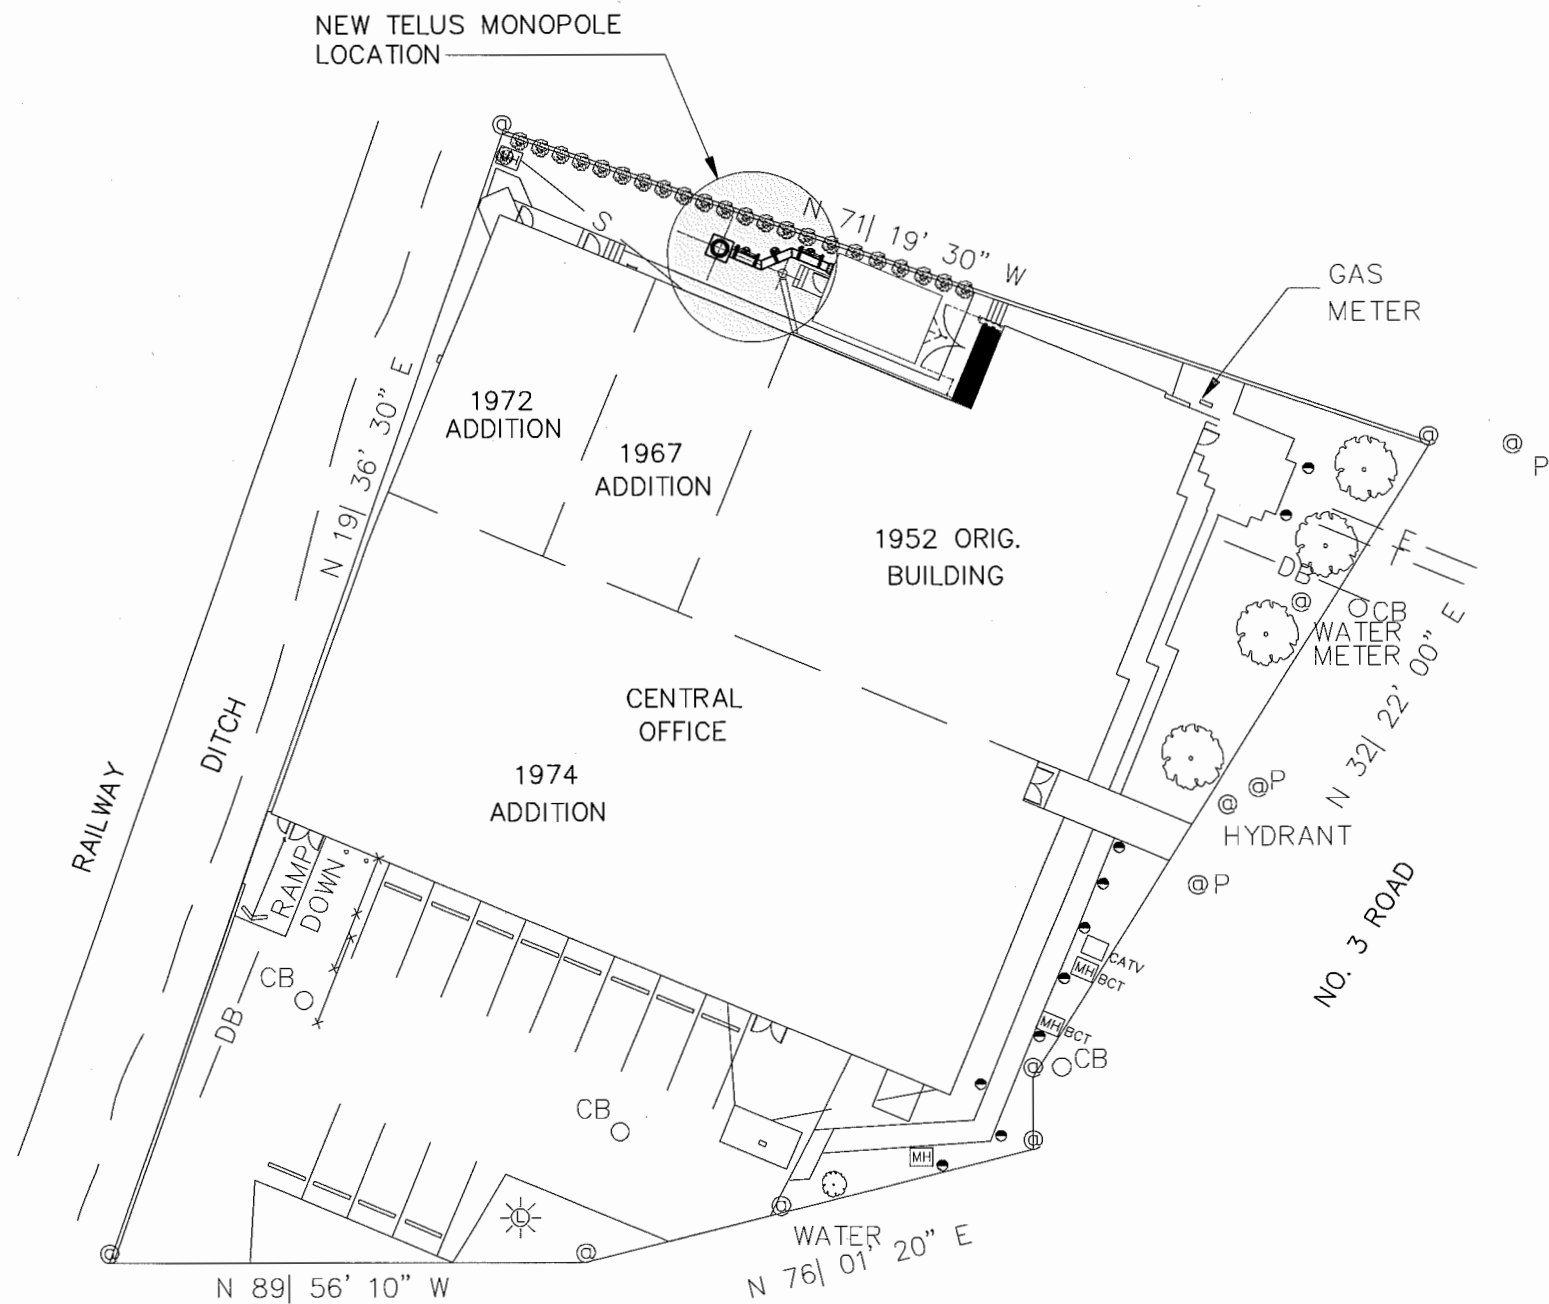 NEW TELUS MONOPOLE
LOCATION
@
MH
S
N 71| 19' 30" W
GAS
METER
1972
ADDITION
1967
ADDITION
N 19| 36' 30" E
1952 ORIG.
BUILDING
@
@
P
F
DB
@
CB
WATER
METER
N 32| 22' 00" E
CENTRAL
OFFICE
1974
ADDITION
DITCH
RAILWAY
@P
@
HYDRANT
@P
NO. 3 ROAD
RAMP
DOWN
CB
DB
CATV
MH BCT
MH BCT
@
CB
CB
@
MH
L
@
WATER
N 76| 01' 20" E
@
@
N 89| 56' 10" W